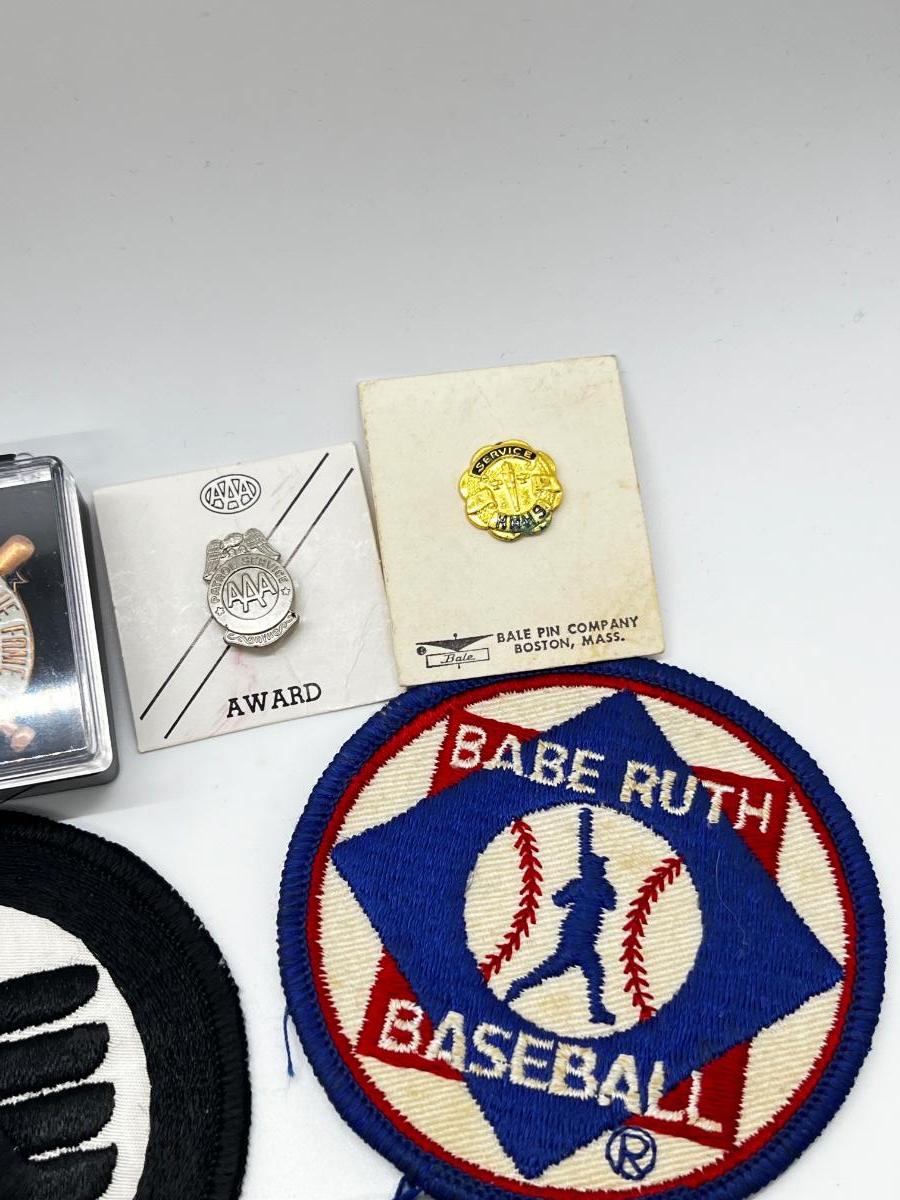 AAA
PATROL SERVICE
AAA
AWARD
SERVICE
BALE PIN COMPANY
BOSTON, MASS.
Bale
BABE RUTH
BASEBALL
®